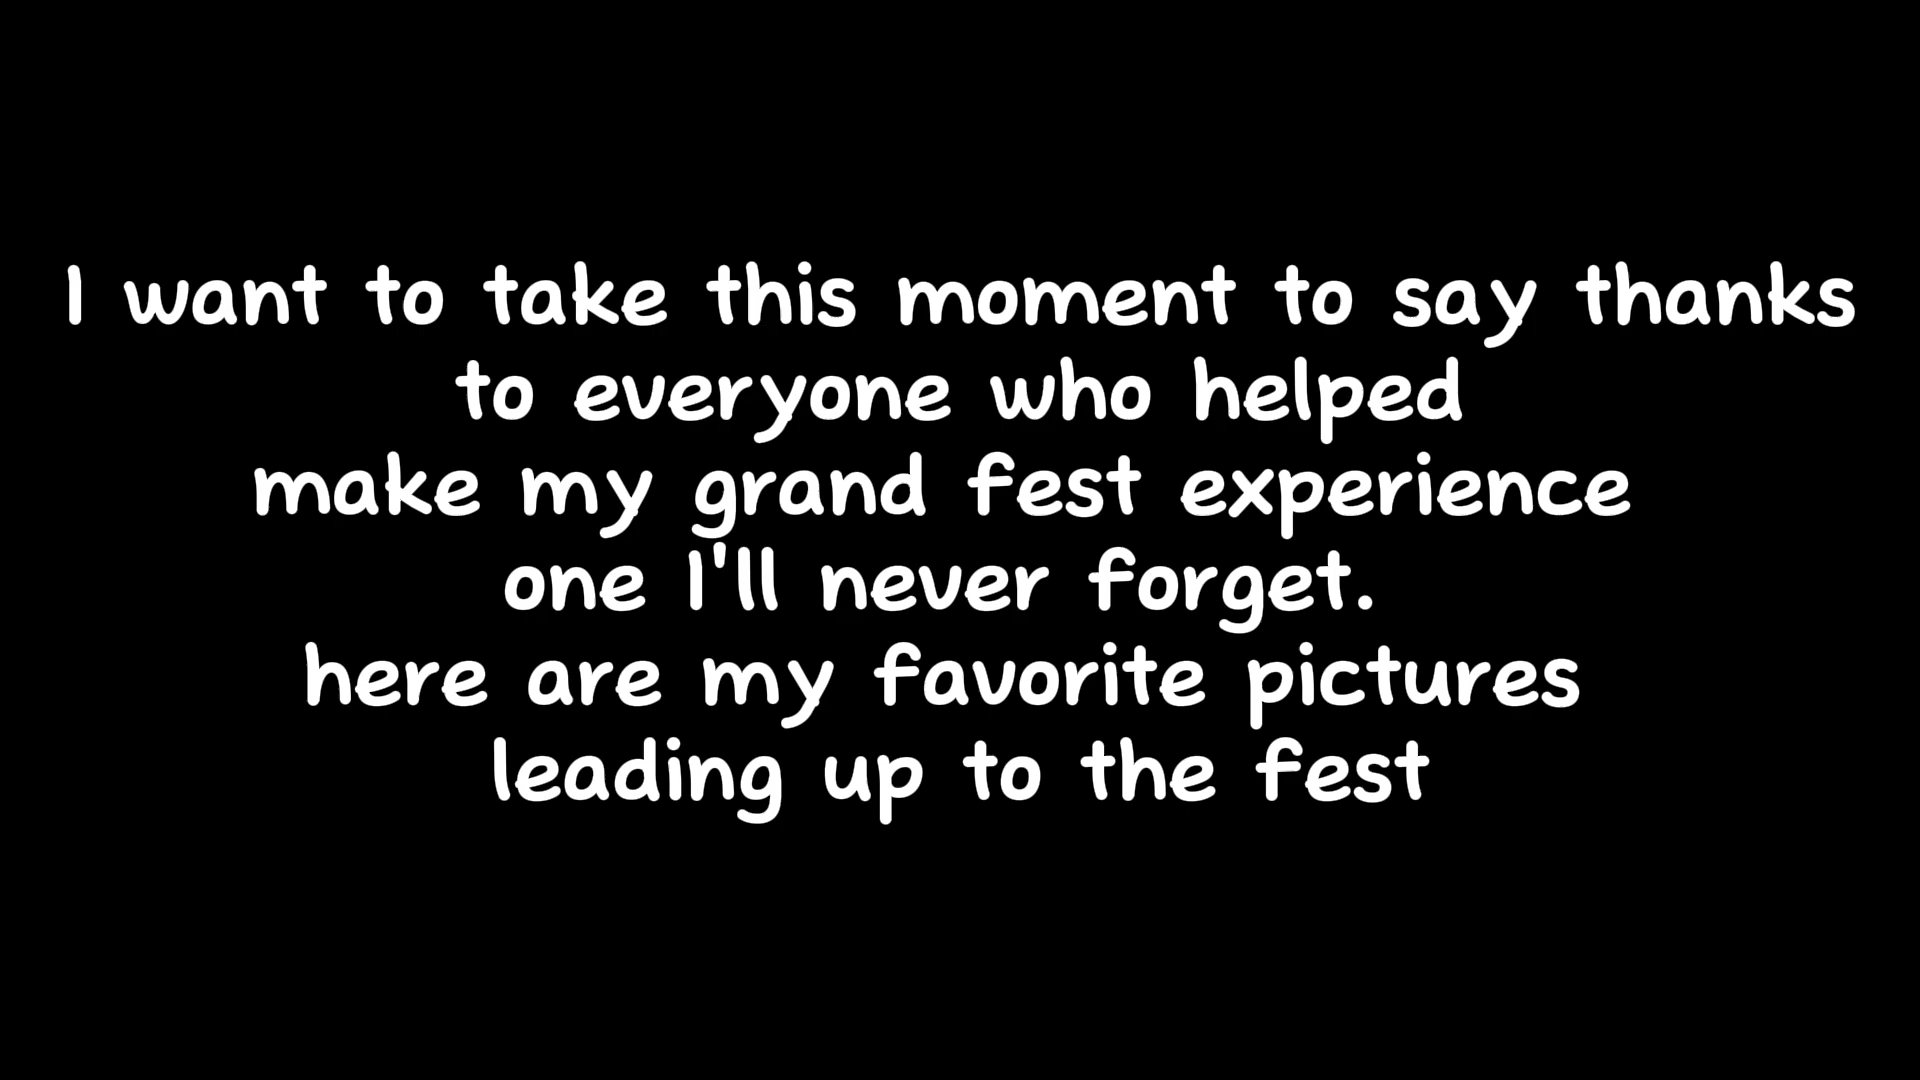 I want to take this moment to say thanks
to everyone who helped
make my grand fest experience
one I'll never forget.
here are my favorite pictures
leading up to the fest